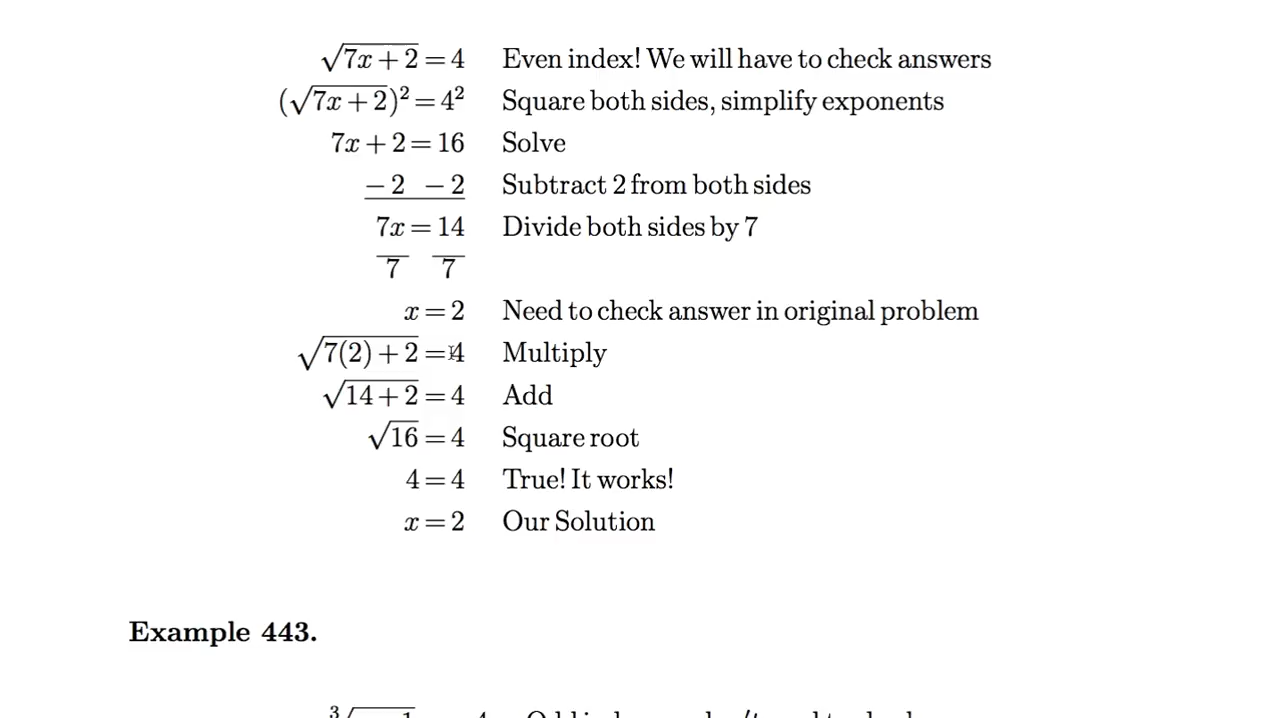 √(7x + 2) = 4 Even index! We will have to check answers
(√(7x + 2))² = 4² Square both sides, simplify exponents
7x + 2 = 16 Solve
− 2 − 2 Subtract 2 from both sides
7x = 14 Divide both sides by 7
7 7
x = 2 Need to check answer in original problem
√(7(2) + 2) = 4 Multiply
√(14 + 2) = 4 Add
√16 = 4 Square root
4 = 4 True! It works!
x = 2 Our Solution
Example 443.